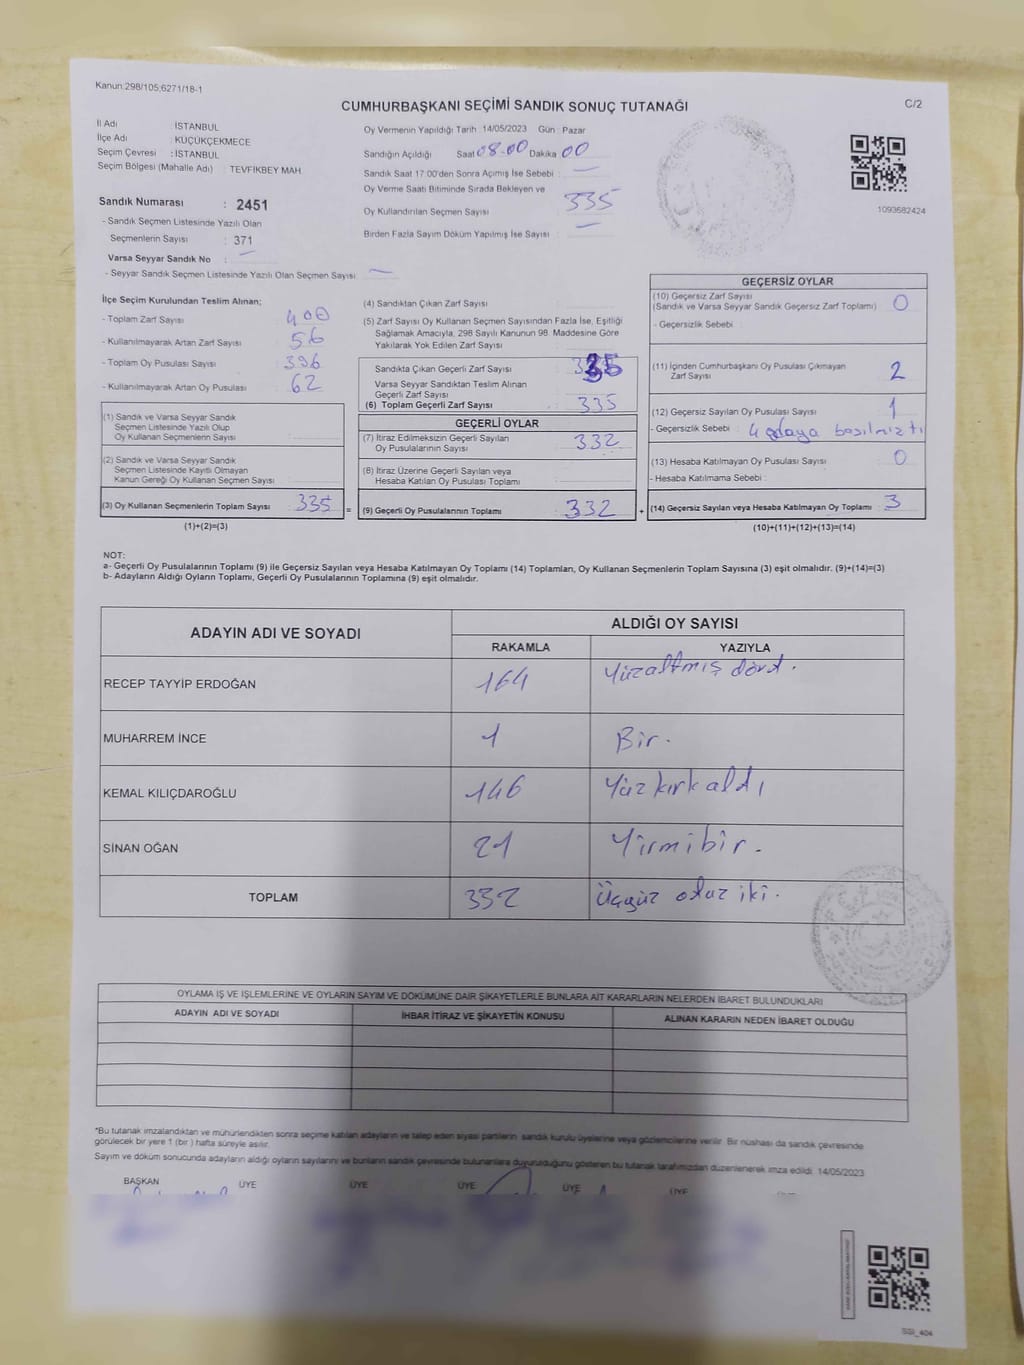 Kanun:298/105;6271/18-1
CUMHURBAŞKANI SEÇİMİ SANDIK SONUÇ TUTANAĞI
C/2
İl Adı : İSTANBUL
İlçe Adı : KÜÇÜKÇEKMECE
Seçim Çevresi : İSTANBUL
Seçim Bölgesi (Mahalle Adı) : TEVFİKBEY MAH.
Sandık Numarası : 2451
- Sandık Seçmen Listesinde Yazılı Olan
Seçmenlerin Sayısı : 371
Varsa Seyyar Sandık No : —
- Seyyar Sandık Seçmen Listesinde Yazılı Olan Seçmen Sayısı : —
Oy Vermenin Yapıldığı Tarih : 14/05/2023 Gün : Pazar
Sandığın Açıldığı Saat 08.00 Dakika 00
Sandık Saat 17:00'den Sonra Açmış İse Sebebi : —
Oy Verme Saati Bitiminde Sırada Bekleyen ve
Oy Kullandırılan Seçmen Sayısı : 335
Birden Fazla Sayım Döküm Yapılmış İse Sayısı : —
1093682424
İlçe Seçim Kurulundan Teslim Alınan;
- Toplam Zarf Sayısı : 400
- Kullanılmayarak Artan Zarf Sayısı : 56
- Toplam Oy Pusulası Sayısı : 396
- Kullanılmayarak Artan Oy Pusulası : 62
(1) Sandık ve Varsa Seyyar Sandık
Seçmen Listesinde Yazılı Olup
Oy Kullanan Seçmenlerin Sayısı :
(2) Sandık ve Varsa Seyyar Sandık
Seçmen Listesinde Kayıtlı Olmayan
Kanun Gereği Oy Kullanan Seçmen Sayısı :
(3) Oy Kullanan Seçmenlerin Toplam Sayısı : 335 =
(1)+(2)=(3)
(4) Sandıktan Çıkan Zarf Sayısı :
(5) Zarf Sayısı Oy Kullanan Seçmen Sayısından Fazla İse, Eşitliği
Sağlamak Amacıyla, 298 Sayılı Kanunun 98. Maddesine Göre
Yakılarak Yok Edilen Zarf Sayısı :
Sandıkta Çıkan Geçerli Zarf Sayısı : 335
Varsa Seyyar Sandıktan Teslim Alınan
Geçerli Zarf Sayısı :
(6) Toplam Geçerli Zarf Sayısı : 335
GEÇERLİ OYLAR
(7) İtiraz Edilmeksizin Geçerli Sayılan
Oy Pusulalarının Sayısı : 332
(8) İtiraz Üzerine Geçerli Sayılan veya
Hesaba Katılan Oy Pusulası Toplamı :
(9) Geçerli Oy Pusulalarının Toplamı : 332 +
GEÇERSİZ OYLAR
(10) Geçersiz Zarf Sayısı
(Sandık ve Varsa Seyyar Sandık Geçersiz Zarf Toplamı) : 0
- Geçersizlik Sebebi :
(11) İçinden Cumhurbaşkanı Oy Pusulası Çıkmayan
Zarf Sayısı : 2
(12) Geçersiz Sayılan Oy Pusulası Sayısı : 1
- Geçersizlik Sebebi : 4 adaya basılmıştı
(13) Hesaba Katılmayan Oy Pusulası Sayısı : 0
- Hesaba Katılmama Sebebi :
(14) Geçersiz Sayılan veya Hesaba Katılmayan Oy Toplamı : 3
(10)+(11)+(12)+(13)=(14)
NOT:
a- Geçerli Oy Pusulalarının Toplamı (9) ile Geçersiz Sayılan veya Hesaba Katılmayan Oy Toplamı (14) Toplamları, Oy Kullanan Seçmenlerin Toplam Sayısına (3) eşit olmalıdır. (9)+(14)=(3)
b- Adayların Aldığı Oyların Toplamı, Geçerli Oy Pusulalarının Toplamına (9) eşit olmalıdır.
ADAYIN ADI VE SOYADI
ALDIĞI OY SAYISI
RAKAMLA YAZIYLA
RECEP TAYYİP ERDOĞAN 164 Yüzaltmış dört.
MUHARREM İNCE 1 Bir.
KEMAL KILIÇDAROĞLU 146 Yüzkırkaldı
SİNAN OĞAN 21 Yirmibir.
TOPLAM 332 Üçyüz otuz iki.
OYLAMA İŞ VE İŞLEMLERİNE VE OYLARIN SAYIM VE DÖKÜMÜNE DAİR ŞİKAYETLERLE BUNLARA AİT KARARLARIN NELERDEN İBARET BULUNDUKLARI
ADAYIN ADI VE SOYADI İHBAR İTİRAZ VE ŞİKAYETİN KONUSU ALINAN KARARIN NEDEN İBARET OLDUĞU
*Bu tutanak imzalandıktan ve mühürlendikten sonra seçime katılan adayların ve talep eden siyasi partilerin sandık kurulu üyelerine veya gözlemcilerine verilir. Bir nüshası da sandık çevresinde
görülecek bir yere 1 (bir) hafta süreyle asılır.
Sayım ve döküm sonucunda adayların aldığı oyların sayılarını ve bunların sandık çevresinde bulunanlara duyurulduğunu gösteren bu tutanak tarafımızdan düzenlenerek imza edildi. 14/05/2023
BAŞKAN ÜYE ÜYE ÜYE ÜYE ÜYE
SGI_404